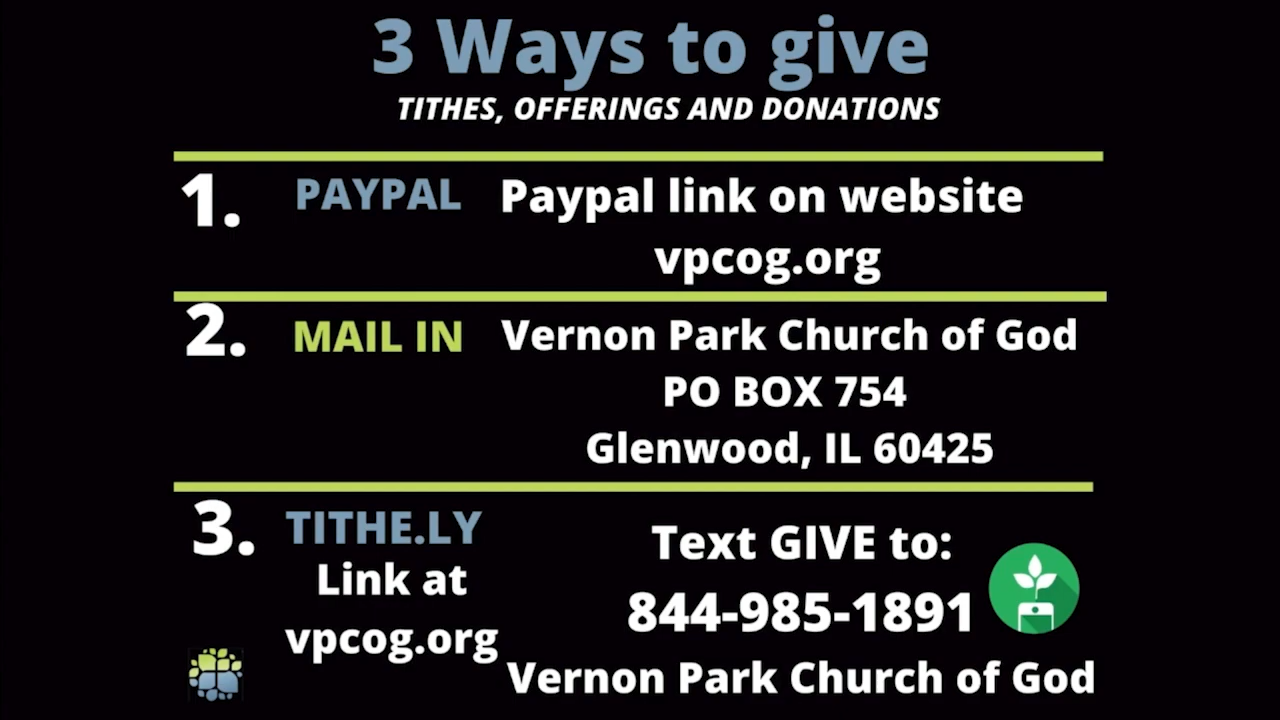 3 Ways to give
TITHES, OFFERINGS AND DONATIONS
1. PAYPAL Paypal link on website
vpcog.org
2. MAIL IN Vernon Park Church of God
PO BOX 754
Glenwood, IL 60425
3. TITHE.LY
Link at
vpcog.org
Text GIVE to:
844-985-1891
Vernon Park Church of God